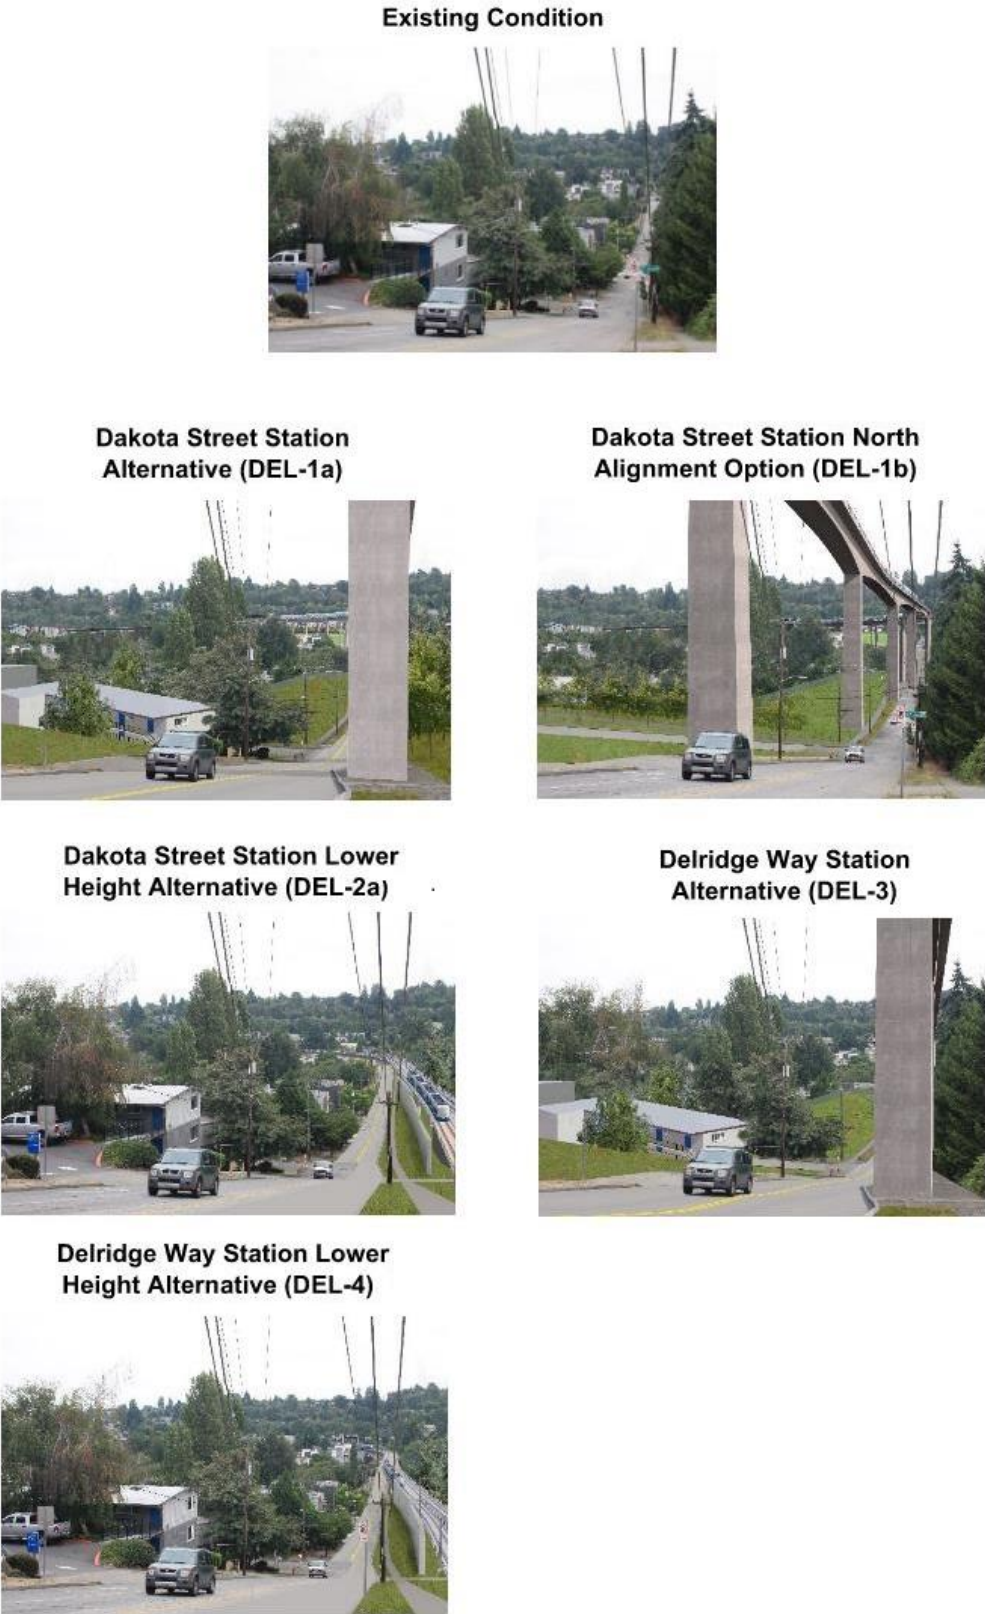 Existing Condition
Dakota Street Station
Alternative (DEL-1a)
Dakota Street Station North
Alignment Option (DEL-1b)
Dakota Street Station Lower
Height Alternative (DEL-2a)
Delridge Way Station
Alternative (DEL-3)
Delridge Way Station Lower
Height Alternative (DEL-4)